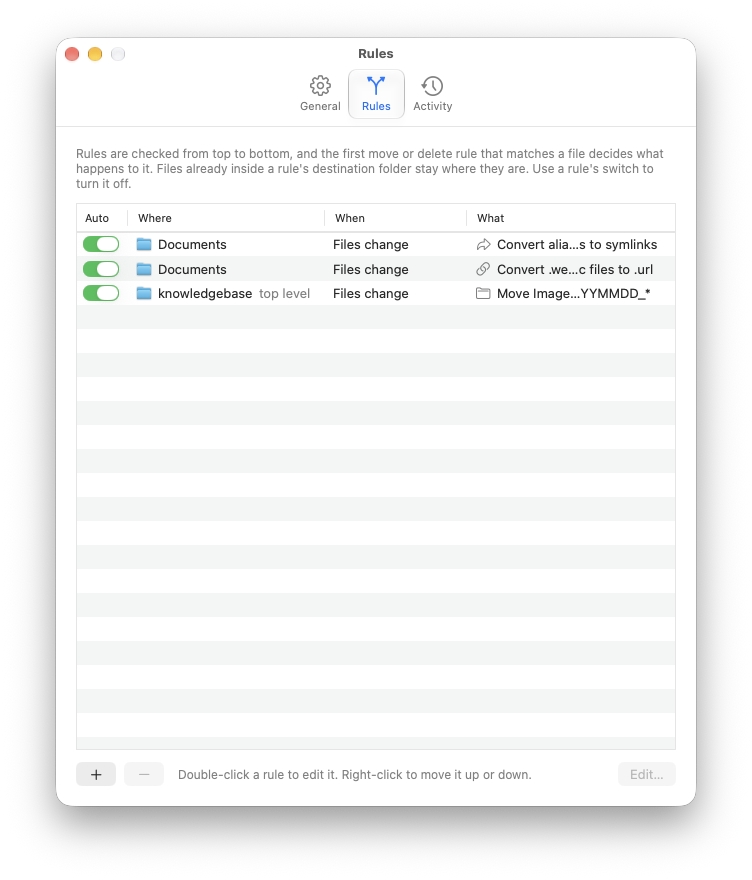 Rules
General Rules Activity
Rules are checked from top to bottom, and the first move or delete rule that matches a file decides what
happens to it. Files already inside a rule's destination folder stay where they are. Use a rule's switch to
turn it off.
Auto Where When What
Documents Files change Convert alia...s to symlinks
Documents Files change Convert .we...c files to .url
knowledgebase top level Files change Move Image...YYMMDD_*
+ − Double-click a rule to edit it. Right-click to move it up or down. Edit...